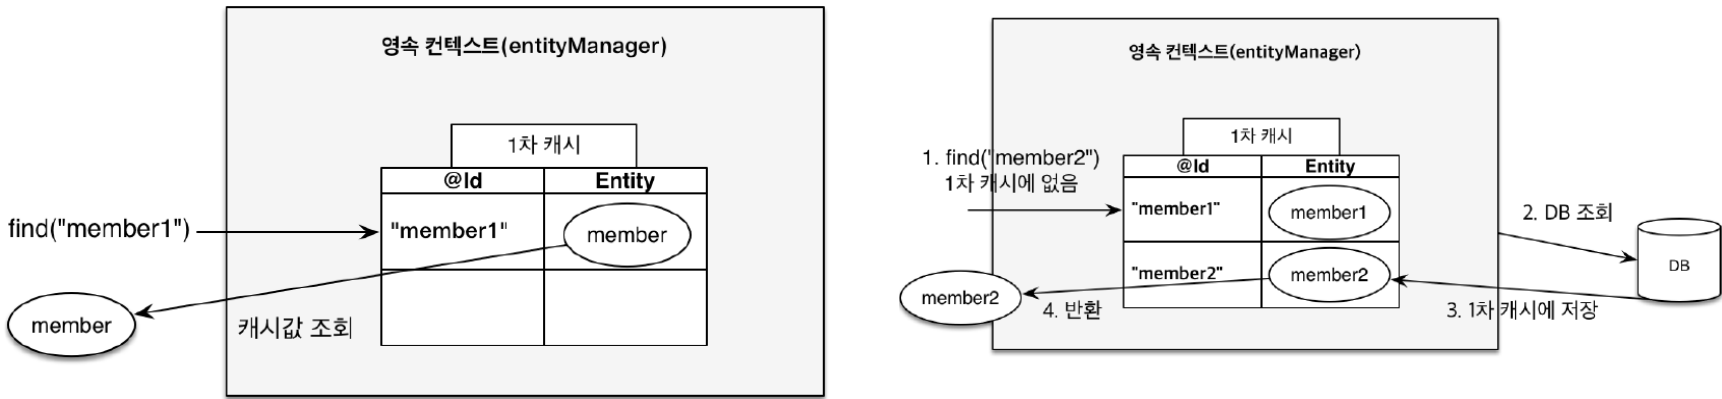 영속 컨텍스트(entityManager)
1차 캐시
@Id Entity
find("member1")
"member1" member
member
캐시값 조회
영속 컨텍스트(entityManager)
1차 캐시
1. find("member2")
1차 캐시에 없음
@Id Entity
"member1" member1
2. DB 조회
DB
"member2" member2
member2
4. 반환
3. 1차 캐시에 저장